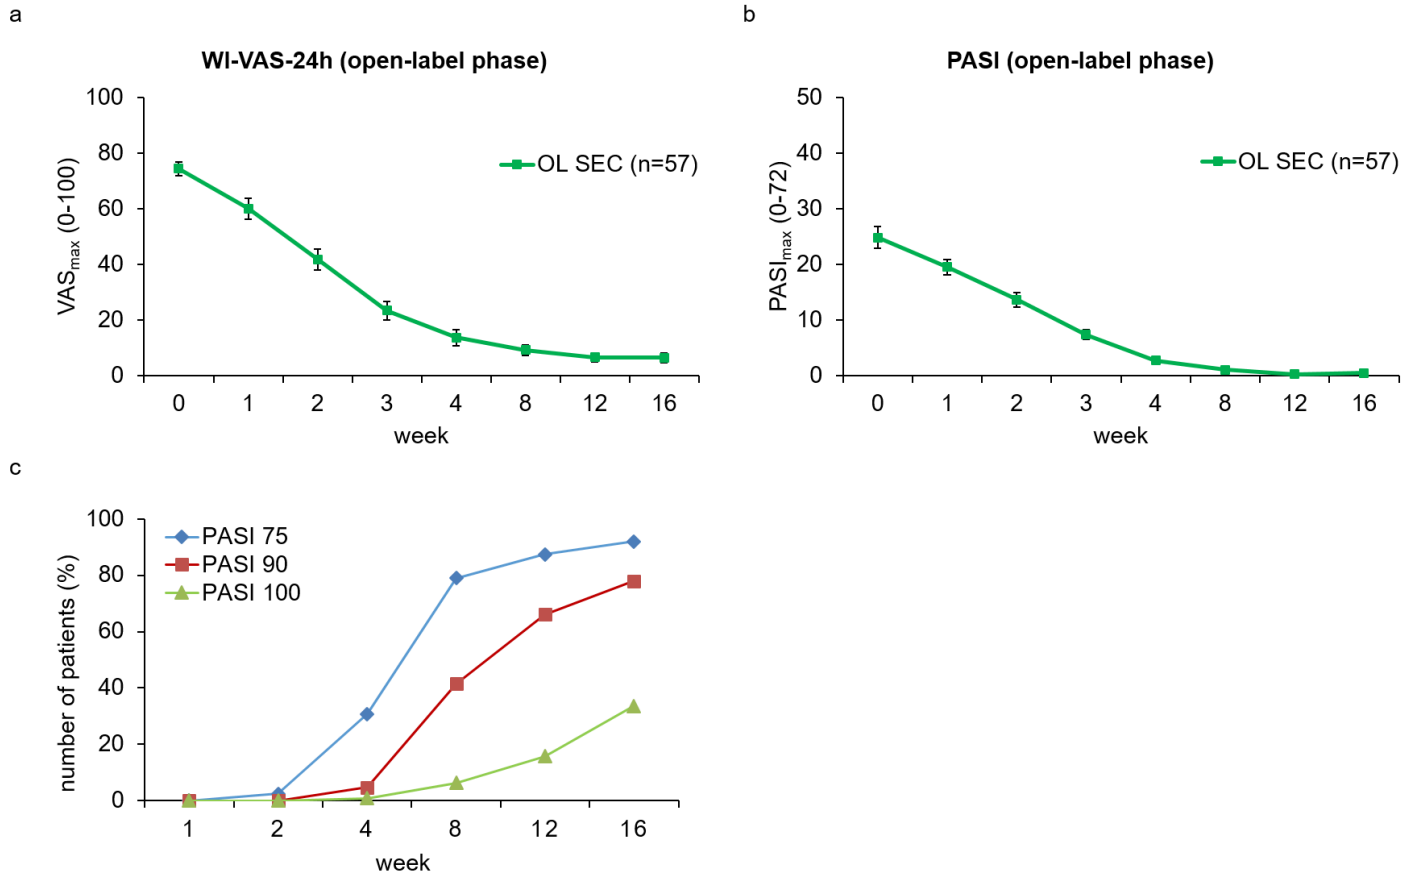 a
WI-VAS-24h (open-label phase)
100
80
60
40
20
0
VASmax (0-100)
OL SEC (n=57)
0 1 2 3 4 8 12 16
week
b
PASI (open-label phase)
50
40
30
20
10
0
PASImax (0-72)
OL SEC (n=57)
0 1 2 3 4 8 12 16
week
c
100
80
60
40
20
0
number of patients (%)
PASI 75
PASI 90
PASI 100
1 2 4 8 12 16
week